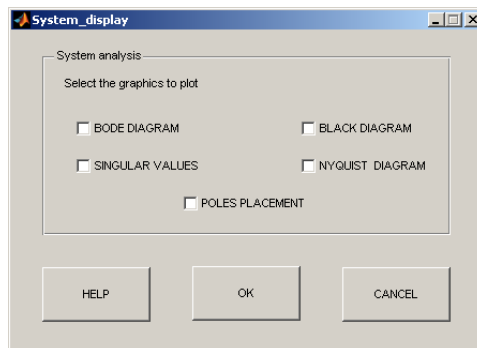 System_display
System analysis
Select the graphics to plot
BODE DIAGRAM
BLACK DIAGRAM
SINGULAR VALUES
NYQUIST DIAGRAM
POLES PLACEMENT
HELP
OK
CANCEL